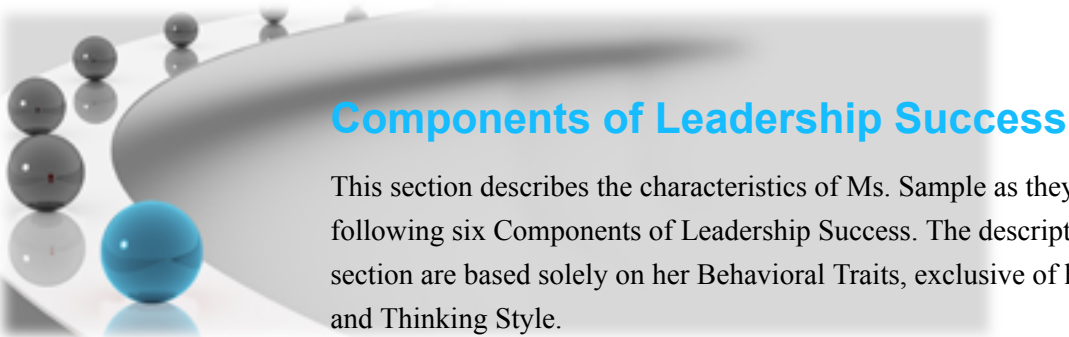 Components of Leadership Success
This section describes the characteristics of Ms. Sample as they
following six Components of Leadership Success. The
section are based solely on her Behavioral Traits, exclusive of
and Thinking Style.